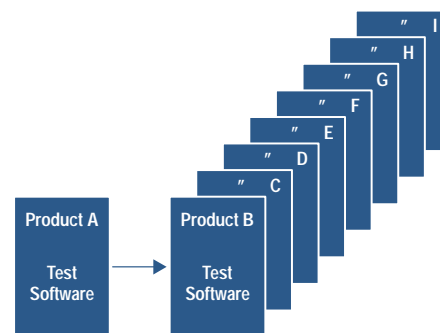 ″ I
″ H
″ G
″ F
″ E
″ D
″ C
Product A
Test
Software
Product B
Test
Software